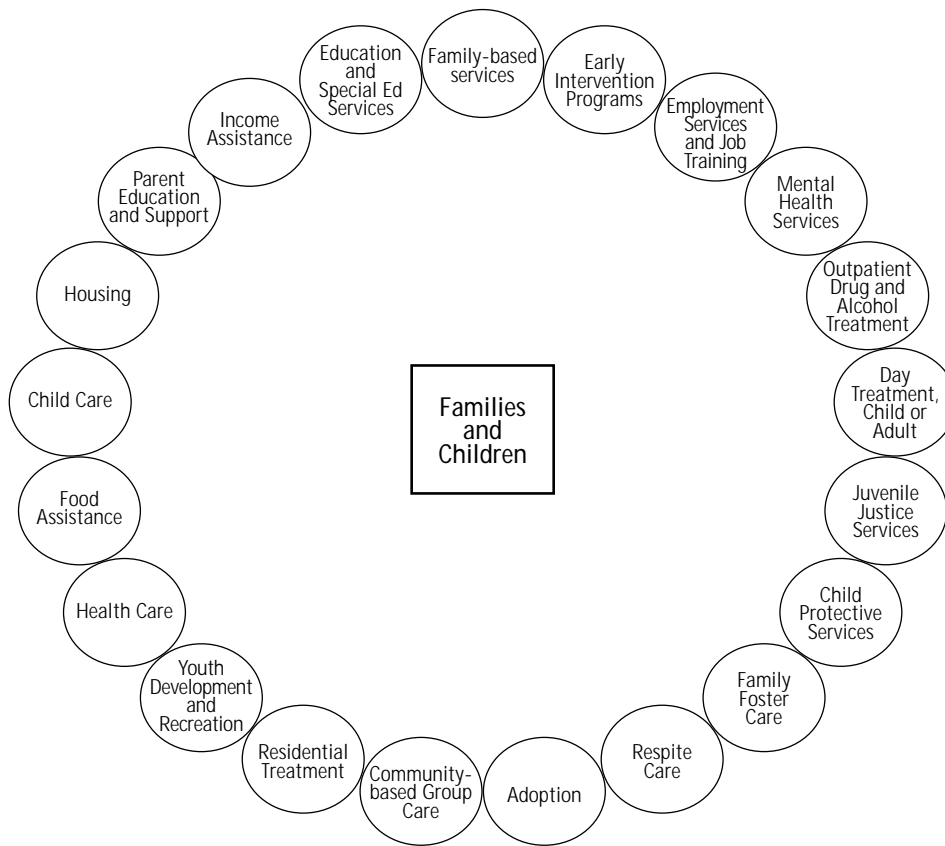 Family-based
services
Early
Intervention
Programs
Employment
Services
and Job
Training
Mental
Health
Services
Outpatient
Drug and
Alcohol
Treatment
Day
Treatment,
Child or
Adult
Juvenile
Justice
Services
Child
Protective
Services
Family
Foster
Care
Respite
Care
Adoption
Community-
based Group
Care
Residential
Treatment
Youth
Development
and
Recreation
Health Care
Food
Assistance
Child Care
Housing
Parent
Education
and Support
Income
Assistance
Education
and
Special Ed
Services
Families
and
Children